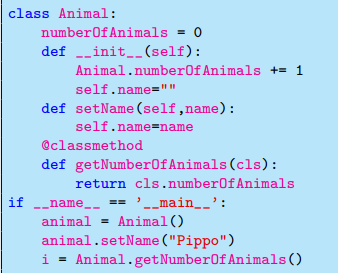 class Animal:
    numberOfAnimals = 0
    def __init__(self):
        Animal.numberOfAnimals += 1
        self.name=""
    def setName(self,name):
        self.name=name
    @classmethod
    def getNumberOfAnimals(cls):
        return cls.numberOfAnimals
if __name__ == ’__main__’:
    animal = Animal()
    animal.setName("Pippo")
    i = Animal.getNumberOfAnimals()